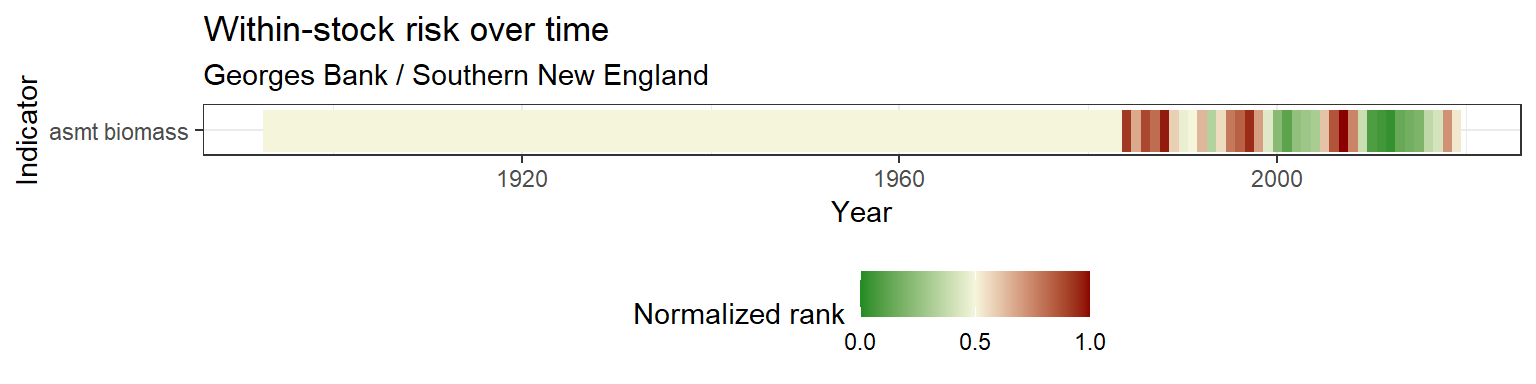 Within-stock risk over time
Georges Bank / Southern New England
Indicator
asmt biomass
1920 1960 2000
Year
Normalized rank
0.0 0.5 1.0